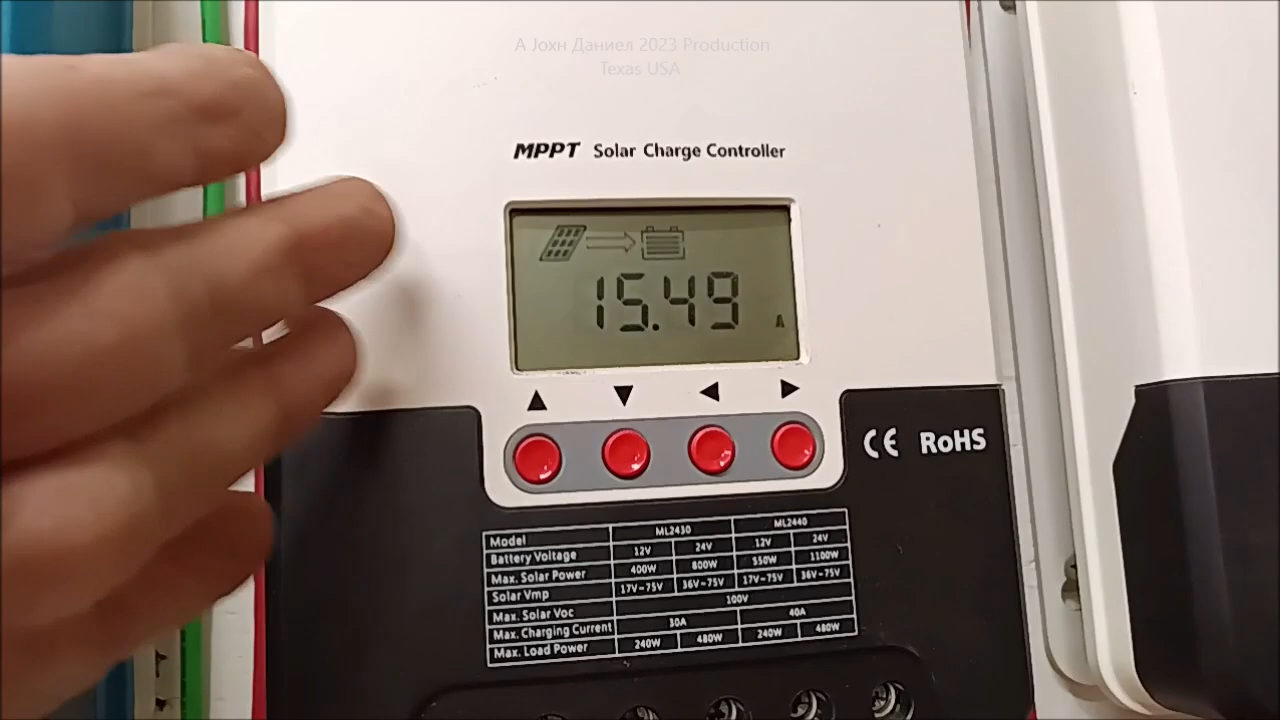 A Јохн Даниел 2023 Production
Texas USA
MPPT Solar Charge Controller
15.49
A
▲ ▼ ◀ ▶
CE RoHS
Model ML2430 ML2440
Battery Voltage 12V 24V 12V 24V
Max. Solar Power 400W 800W 550W 1100W
Solar Vmp 17V~75V 36V~75V 17V~75V 36V~75V
Max. Solar Voc 100V
Max. Charging Current 30A 40A
Max. Load Power 240W 480W 240W 480W